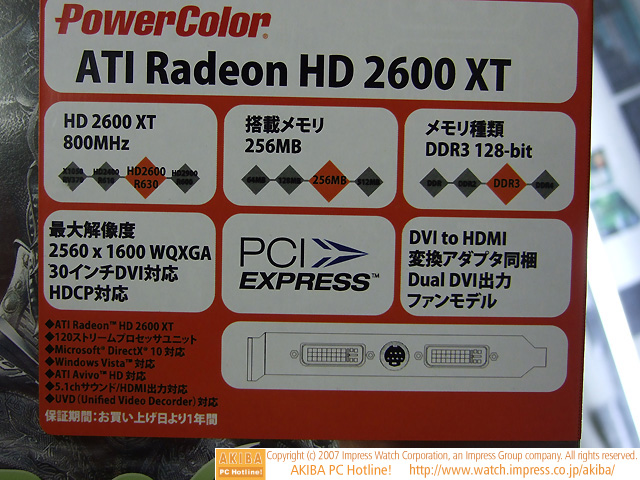 PowerColor
ATI Radeon HD 2600 XT
HD 2600 XT
800MHz
HD2600
R630
搭載メモリ
256MB
64MB 128MB 256MB 512MB
メモリ種類
DDR3 128-bit
DDR DDR2 DDR3 DDR4
最大解像度
2560 x 1600 WQXGA
30インチDVI対応
HDCP対応
PCI
EXPRESS™
DVI to HDMI
変換アダプタ同梱
Dual DVI出力
ファンモデル
◆ATI Radeon™ HD 2600 XT
◆120ストリームプロセッサユニット
◆Microsoft® DirectX® 10 対応
◆Windows Vista™ 対応
◆ATI Avivo™ HD 対応
◆5.1chサウンド/HDMI出力対応
◆UVD (Unified Video Decorder) 対応
保証期間：お買い上げ日より1年間
AKIBA
PC Hotline!
Copyright (c) 2007 Impress Watch Corporation, an Impress Group company. All rights reserved.
AKIBA PC Hotline! http://www.watch.impress.co.jp/akiba/